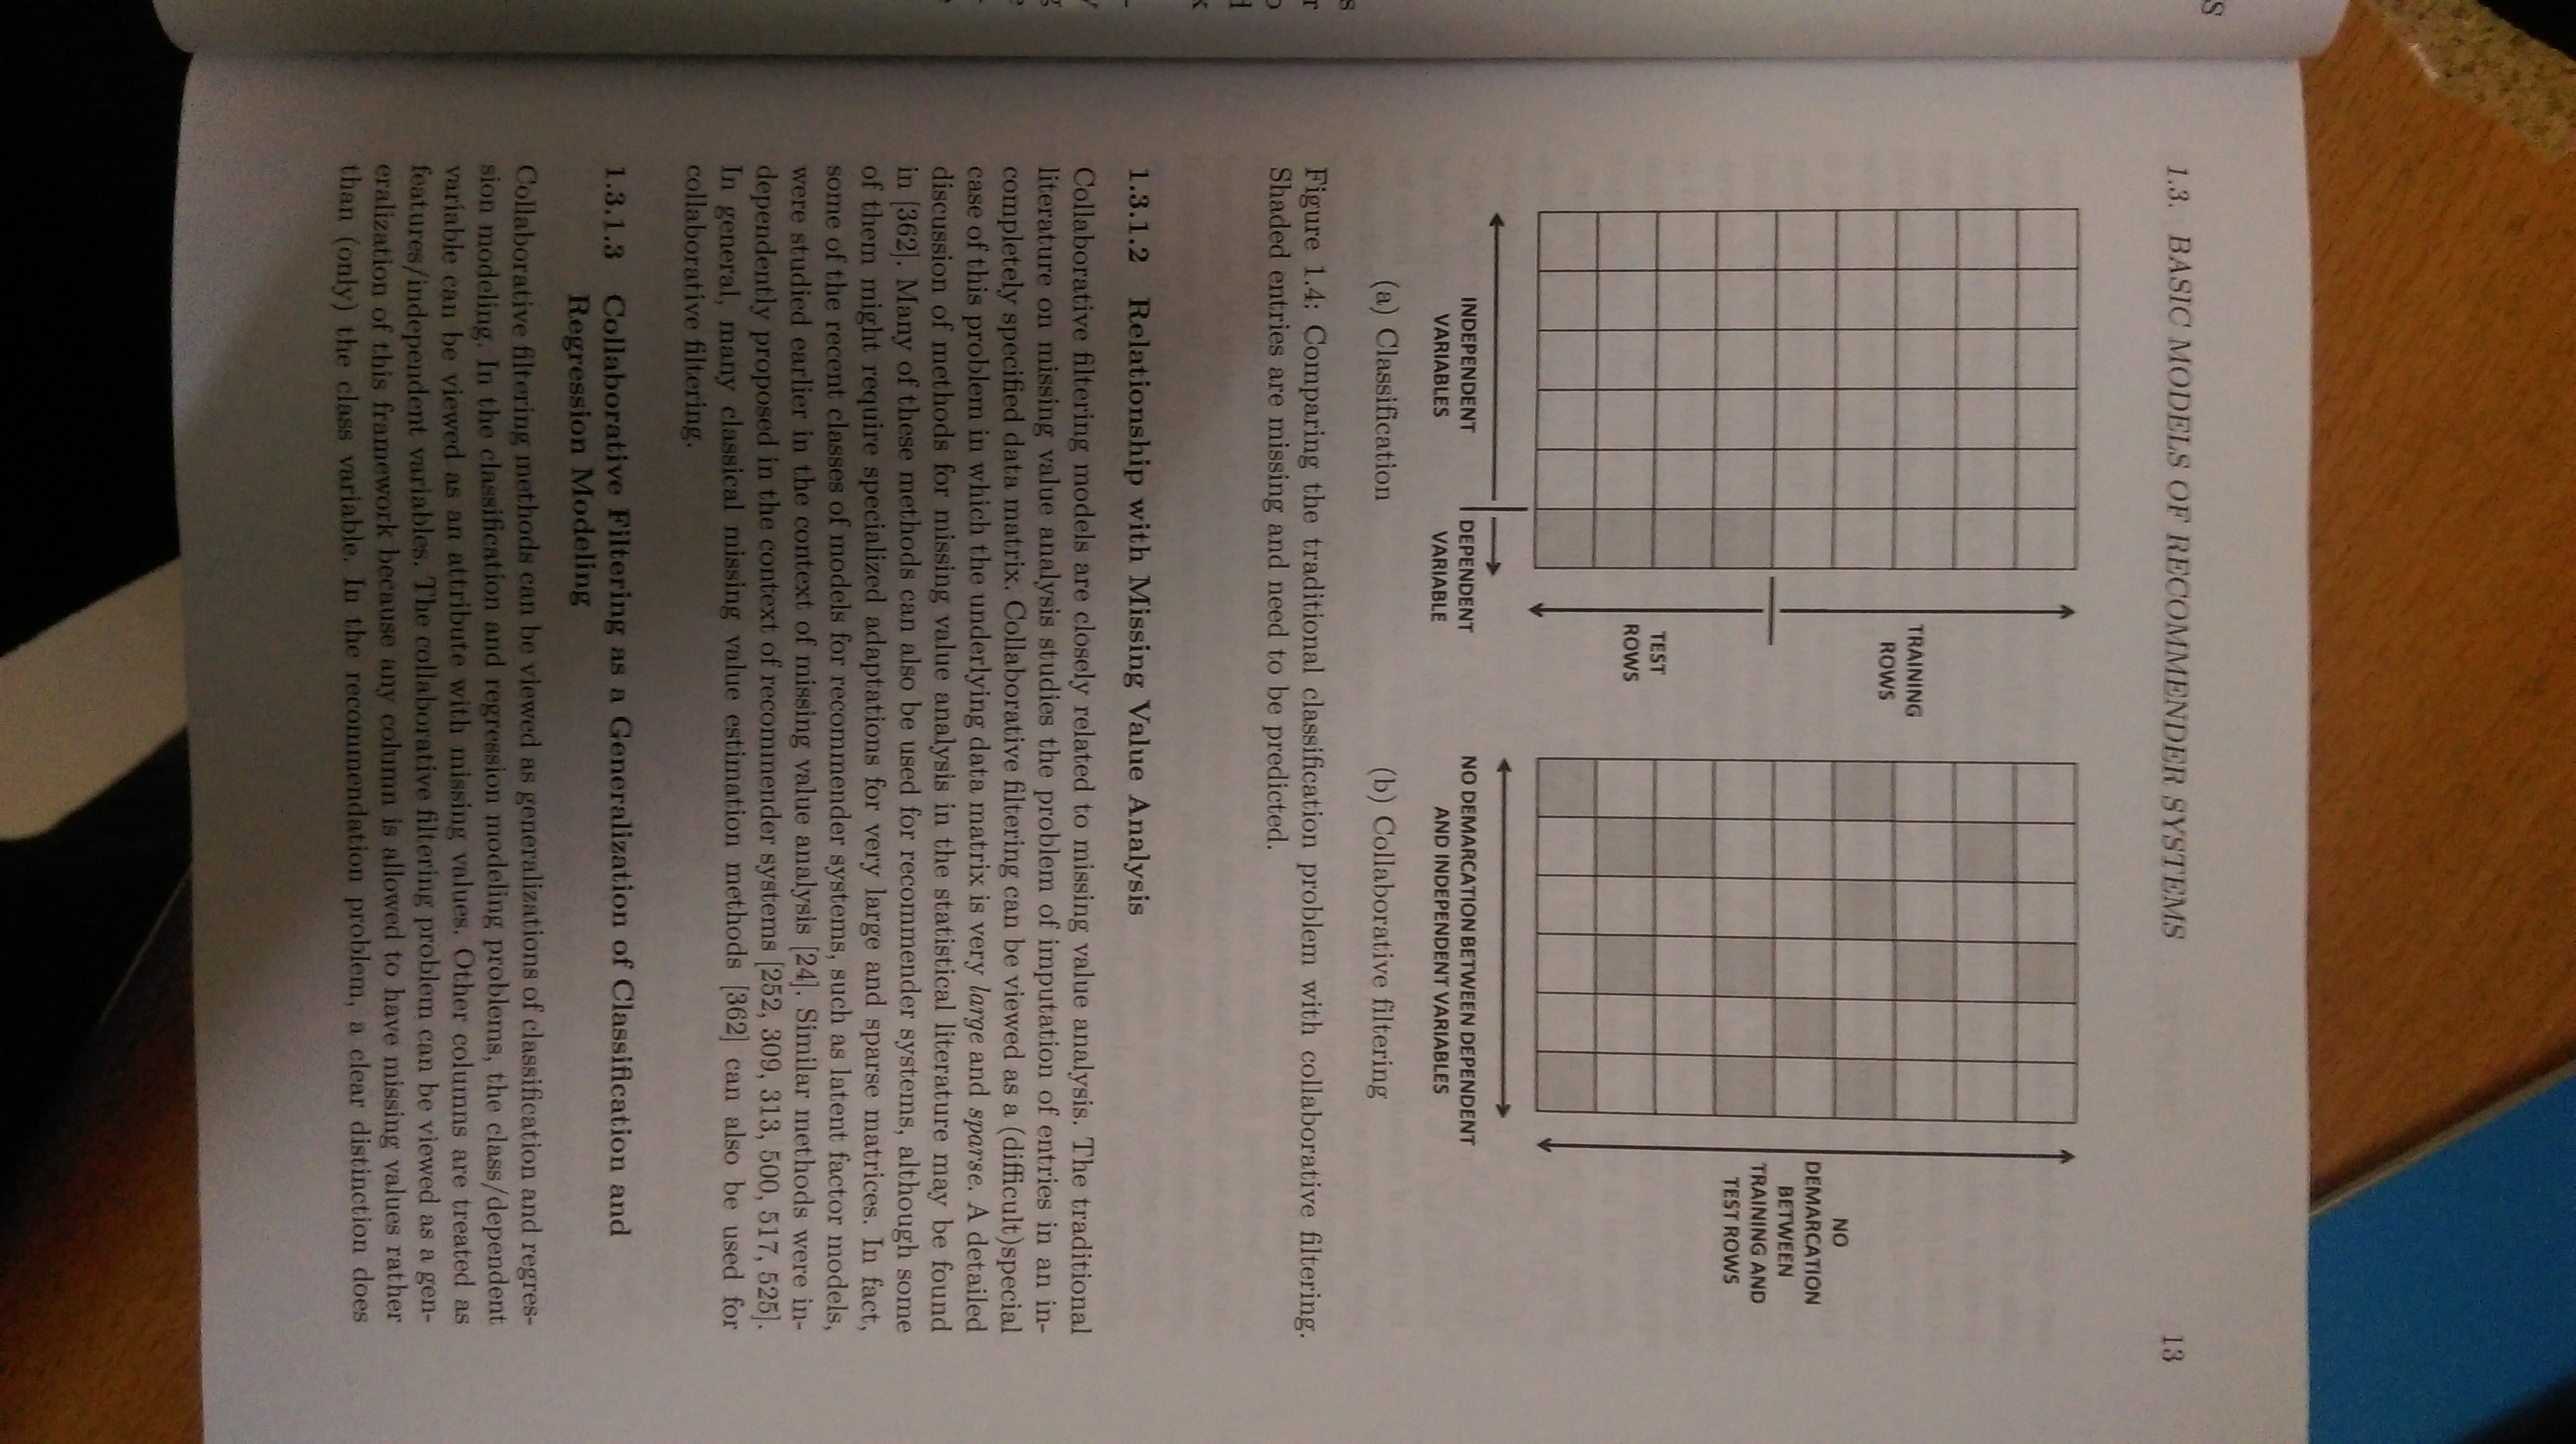 1.3. BASIC MODELS OF RECOMMENDER SYSTEMS 13
TRAINING
ROWS
TEST
ROWS
INDEPENDENT
VARIABLES
DEPENDENT
VARIABLE
NO
DEMARCATION
BETWEEN
TRAINING AND
TEST ROWS
NO DEMARCATION BETWEEN DEPENDENT
AND INDEPENDENT VARIABLES
(a) Classification
(b) Collaborative filtering
Figure 1.4: Comparing the traditional classification problem with collaborative filtering.
Shaded entries are missing and need to be predicted.
1.3.1.2 Relationship with Missing Value Analysis
Collaborative filtering models are closely related to missing value analysis. The traditional
literature on missing value analysis studies the problem of imputation of entries in an in-
completely specified data matrix. Collaborative filtering can be viewed as a (difficult)special
case of this problem in which the underlying data matrix is very large and sparse. A detailed
discussion of methods for missing value analysis in the statistical literature may be found
in [362]. Many of these methods can also be used for recommender systems, although some
of them might require specialized adaptations for very large and sparse matrices. In fact,
some of the recent classes of models for recommender systems, such as latent factor models,
were studied earlier in the context of missing value analysis [24]. Similar methods were in-
dependently proposed in the context of recommender systems [252, 309, 313, 500, 517, 525].
In general, many classical missing value estimation methods [362] can also be used for
collaborative filtering.
1.3.1.3 Collaborative Filtering as a Generalization of Classification and
Regression Modeling
Collaborative filtering methods can be viewed as generalizations of classification and regres-
sion modeling. In the classification and regression modeling problems, the class/dependent
variable can be viewed as an attribute with missing values. Other columns are treated as
features/independent variables. The collaborative filtering problem can be viewed as a gen-
eralization of this framework because any column is allowed to have missing values rather
than (only) the class variable. In the recommendation problem, a clear distinction does